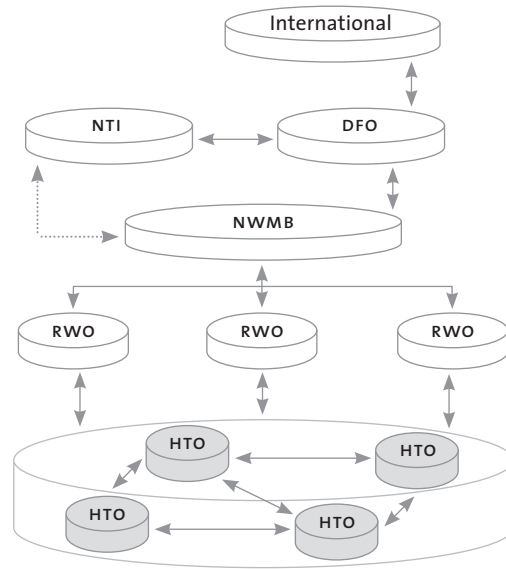 International
NTI
DFO
NWMB
RWO
RWO
RWO
HTO
HTO
HTO
HTO